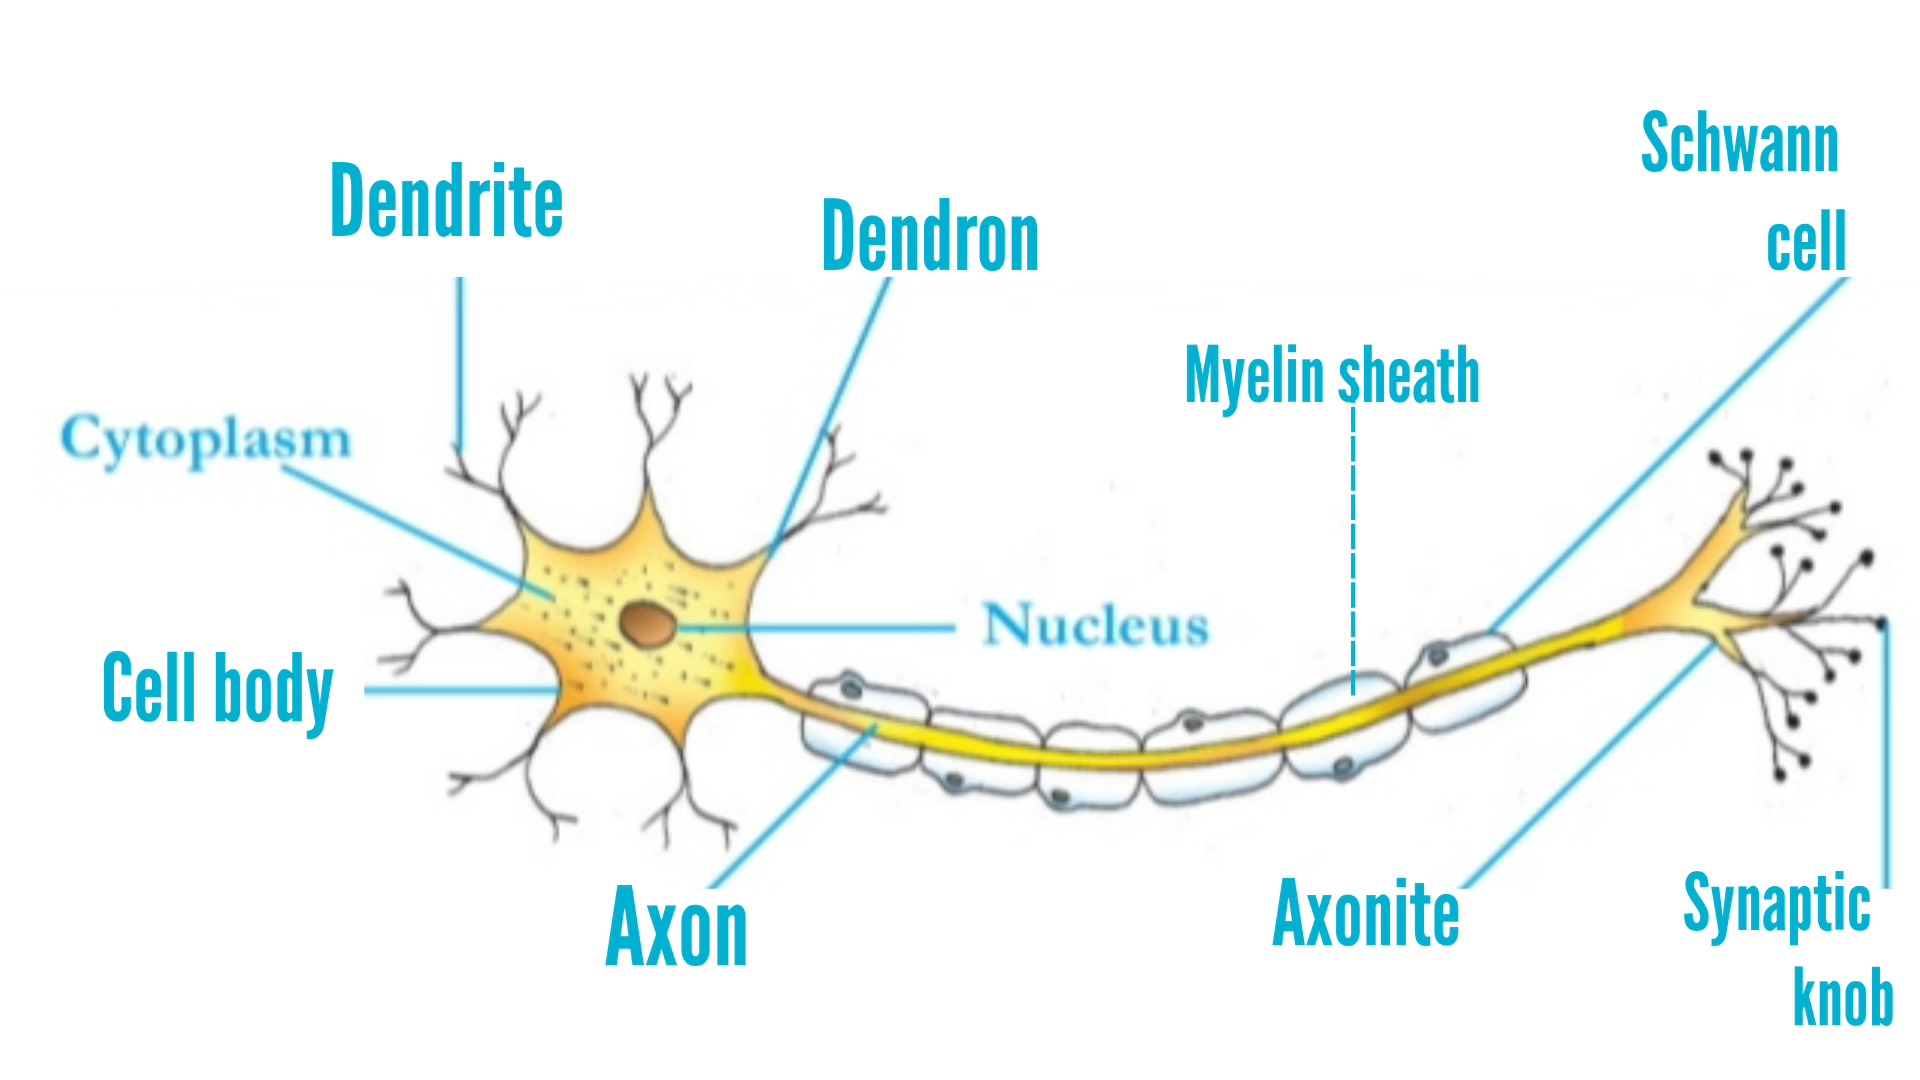 Schwann
cell
Dendrite
Dendron
Myelin sheath
Cytoplasm
Nucleus
Cell body
Axon
Axonite
Synaptic
knob